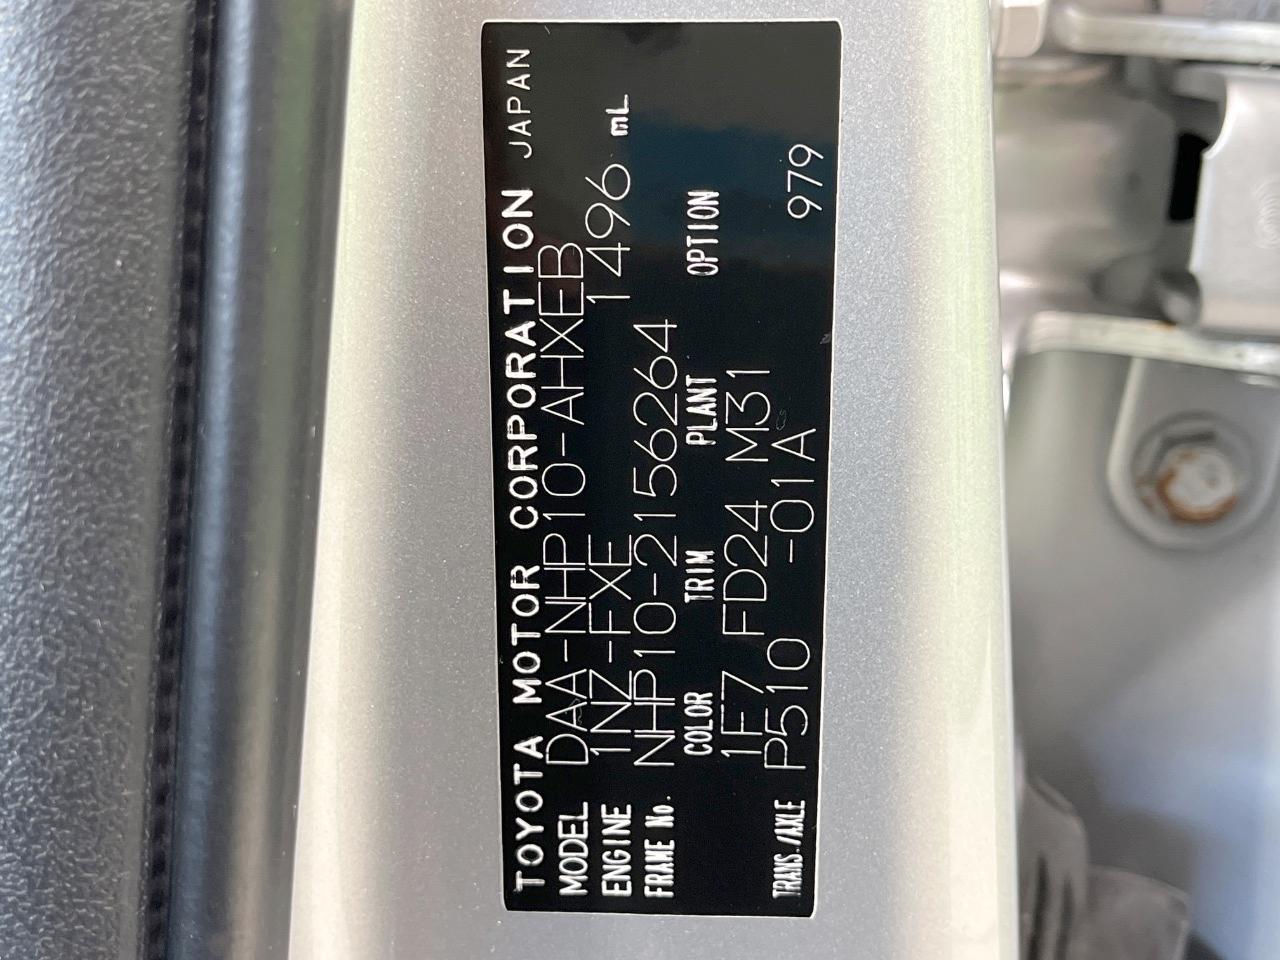 TOYOTA MOTOR CORPORATION JAPAN
MODEL DAA-NHP10-AHXEB
ENGINE 1NZ-FXE 1496 mL
FRAME No. NHP10-2156264
COLOR TRIM PLANT OPTION
1F7 FD24 M31
TRANS./AXLE P510 -01A 979